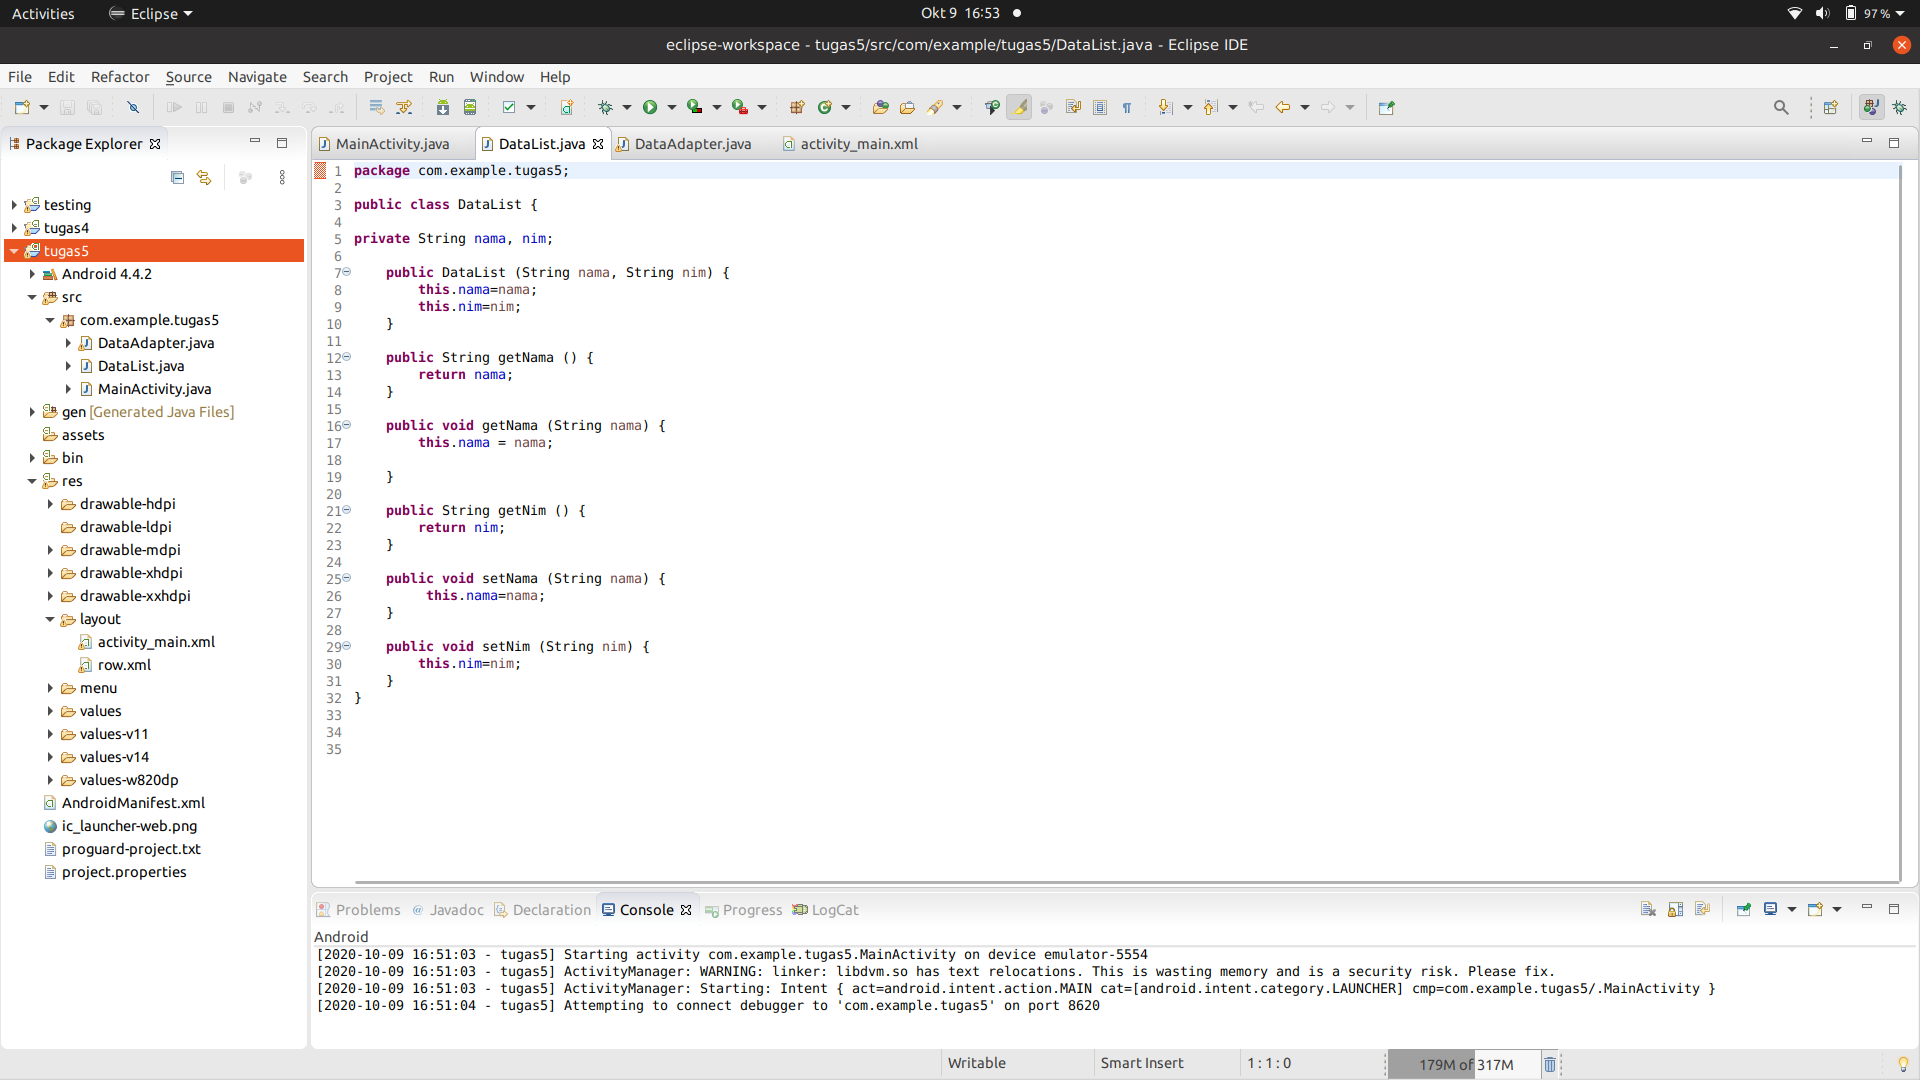 Activities Eclipse Okt 9 16:53 97 %
eclipse-workspace - tugas5/src/com/example/tugas5/DataList.java - Eclipse IDE
File Edit Refactor Source Navigate Search Project Run Window Help
Package Explorer
testing
tugas4
tugas5
Android 4.4.2
src
com.example.tugas5
DataAdapter.java
DataList.java
MainActivity.java
gen [Generated Java Files]
assets
bin
res
drawable-hdpi
drawable-ldpi
drawable-mdpi
drawable-xhdpi
drawable-xxhdpi
layout
activity_main.xml
row.xml
menu
values
values-v11
values-v14
values-w820dp
AndroidManifest.xml
ic_launcher-web.png
proguard-project.txt
project.properties
MainActivity.java DataList.java DataAdapter.java activity_main.xml
1 package com.example.tugas5;
2
3 public class DataList {
4
5 private String nama, nim;
6
7 public DataList (String nama, String nim) {
8 this.nama=nama;
9 this.nim=nim;
10 }
11
12 public String getNama () {
13 return nama;
14 }
15
16 public void getNama (String nama) {
17 this.nama = nama;
18
19 }
20
21 public String getNim () {
22 return nim;
23 }
24
25 public void setNama (String nama) {
26 this.nama=nama;
27 }
28
29 public void setNim (String nim) {
30 this.nim=nim;
31 }
32 }
33
34
35
Problems Javadoc Declaration Console Progress LogCat
Android
[2020-10-09 16:51:03 - tugas5] Starting activity com.example.tugas5.MainActivity on device emulator-5554
[2020-10-09 16:51:03 - tugas5] ActivityManager: WARNING: linker: libdvm.so has text relocations. This is wasting memory and is a security risk. Please fix.
[2020-10-09 16:51:03 - tugas5] ActivityManager: Starting: Intent { act=android.intent.action.MAIN cat=[android.intent.category.LAUNCHER] cmp=com.example.tugas5/.MainActivity }
[2020-10-09 16:51:04 - tugas5] Attempting to connect debugger to 'com.example.tugas5' on port 8620
Writable Smart Insert 1 : 1 : 0 179M of 317M